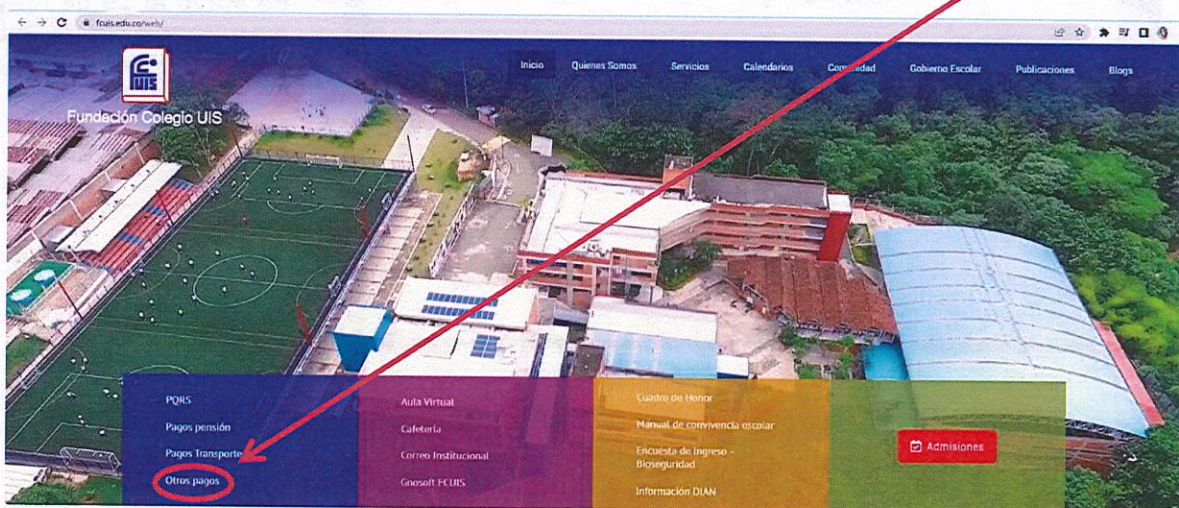 fcuis.edu.co/web/
Inicio
Quienes Somos
Servicios
Calendarios
Comunidad
Gobierno Escolar
Publicaciones
Blogs
Fundación Colegio UIS
PQRS
Pagos pensión
Pagos Transporte
Otros pagos
Aula Virtual
Cafetería
Correo Institucional
Gnosoft FCUIS
Cuadro de Honor
Manual de convivencia escolar
Encuesta de Ingreso –
Bioseguridad
Información DIAN
Admisiones